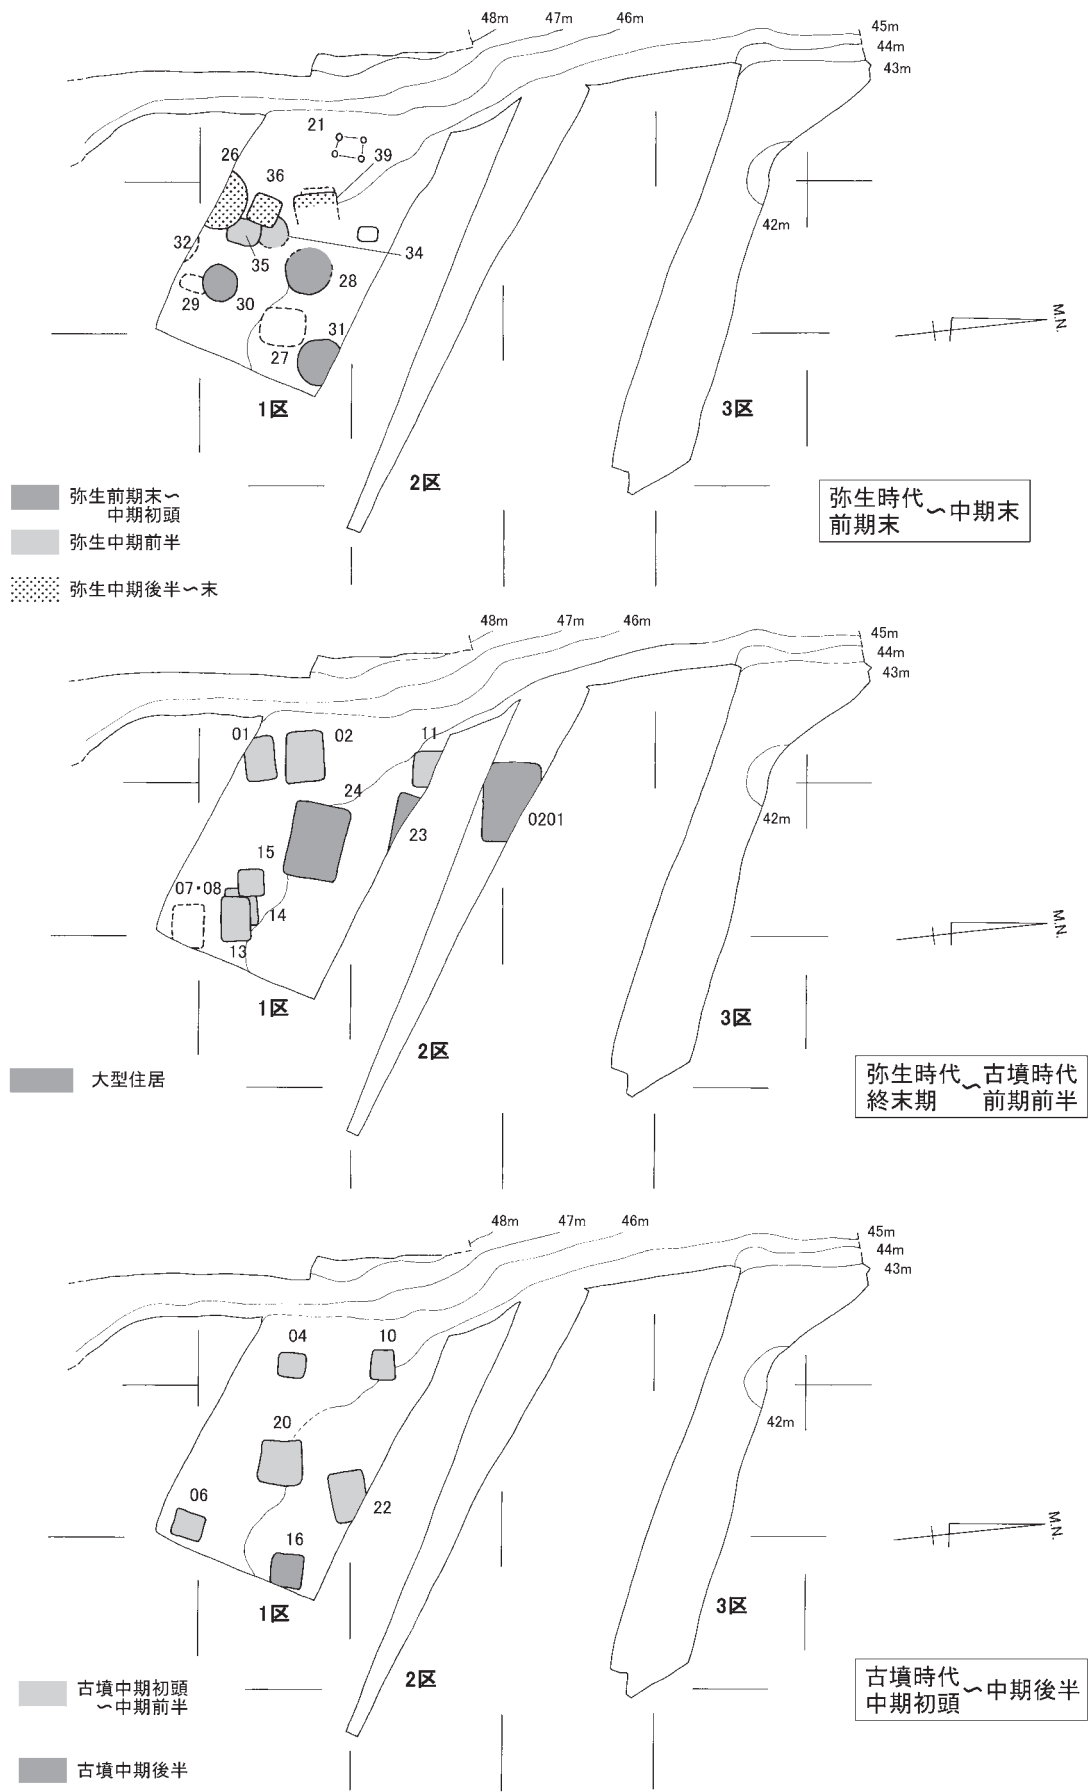 48m 47m 46m
45m
44m
43m
21
39
26
36
42m
32
35
34
28
29 30
31
27
M.N.
1区
3区
2区
弥生前期末～
中期初頭
弥生中期前半
弥生中期後半～末
弥生時代～中期末
前期末
48m 47m 46m
45m
44m
43m
01 02 11
24
42m
0201
23
15
07・08
14
13
M.N.
1区
3区
2区
大型住居
弥生時代～古墳時代
終末期 前期前半
48m 47m 46m
45m
44m
43m
04 10
20
42m
06
22
16
M.N.
1区
3区
2区
古墳中期初頭
～中期前半
古墳中期後半
古墳時代～中期後半
中期初頭